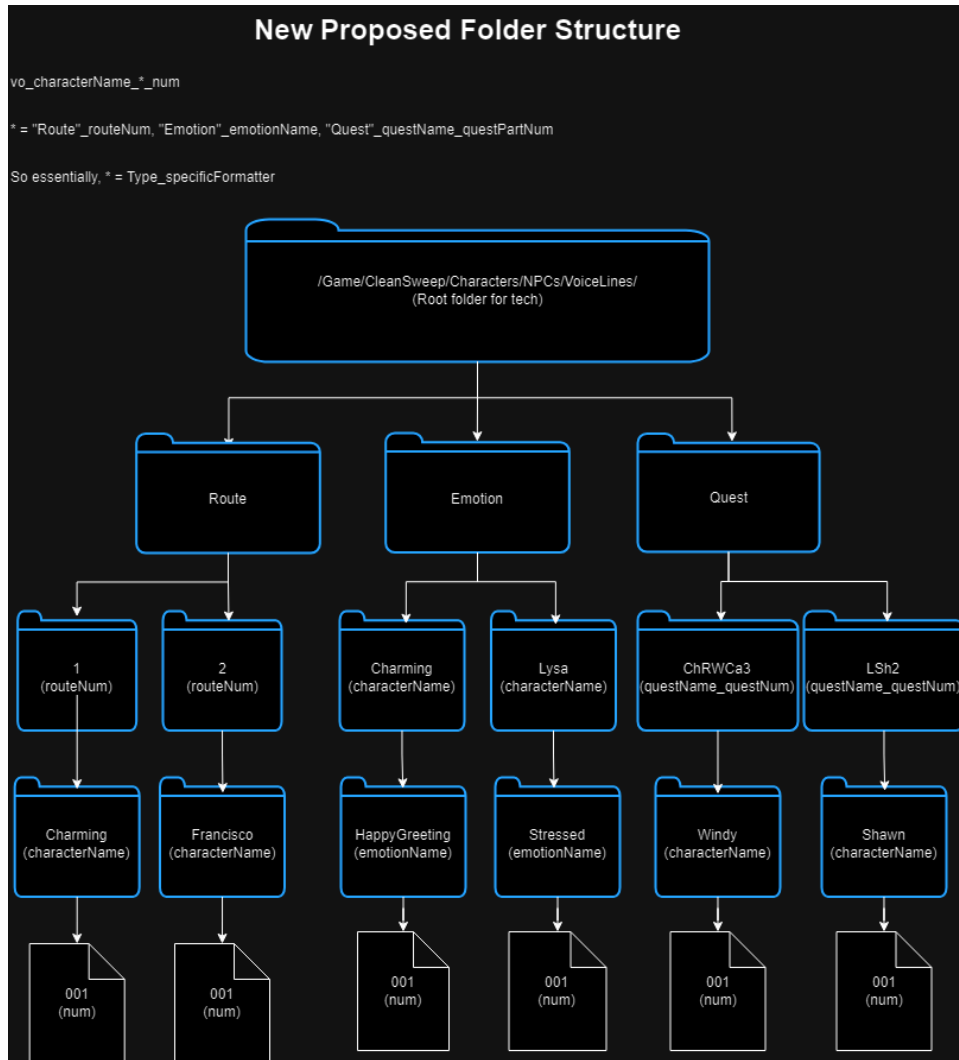 New Proposed Folder Structure
vo_characterName_*_num
* = "Route"_routeNum, "Emotion"_emotionName, "Quest"_questName_questPartNum
So essentially, * = Type_specificFormatter
/Game/CleanSweep/Characters/NPCs/VoiceLines/
(Root folder for tech)
Route
Emotion
Quest
1
(routeNum)
2
(routeNum)
Charming
(characterName)
Lysa
(characterName)
ChRWCa3
(questName_questNum)
LSh2
(questName_questNum)
Charming
(characterName)
Francisco
(characterName)
HappyGreeting
(emotionName)
Stressed
(emotionName)
Windy
(characterName)
Shawn
(characterName)
001
(num)
001
(num)
001
(num)
001
(num)
001
(num)
001
(num)